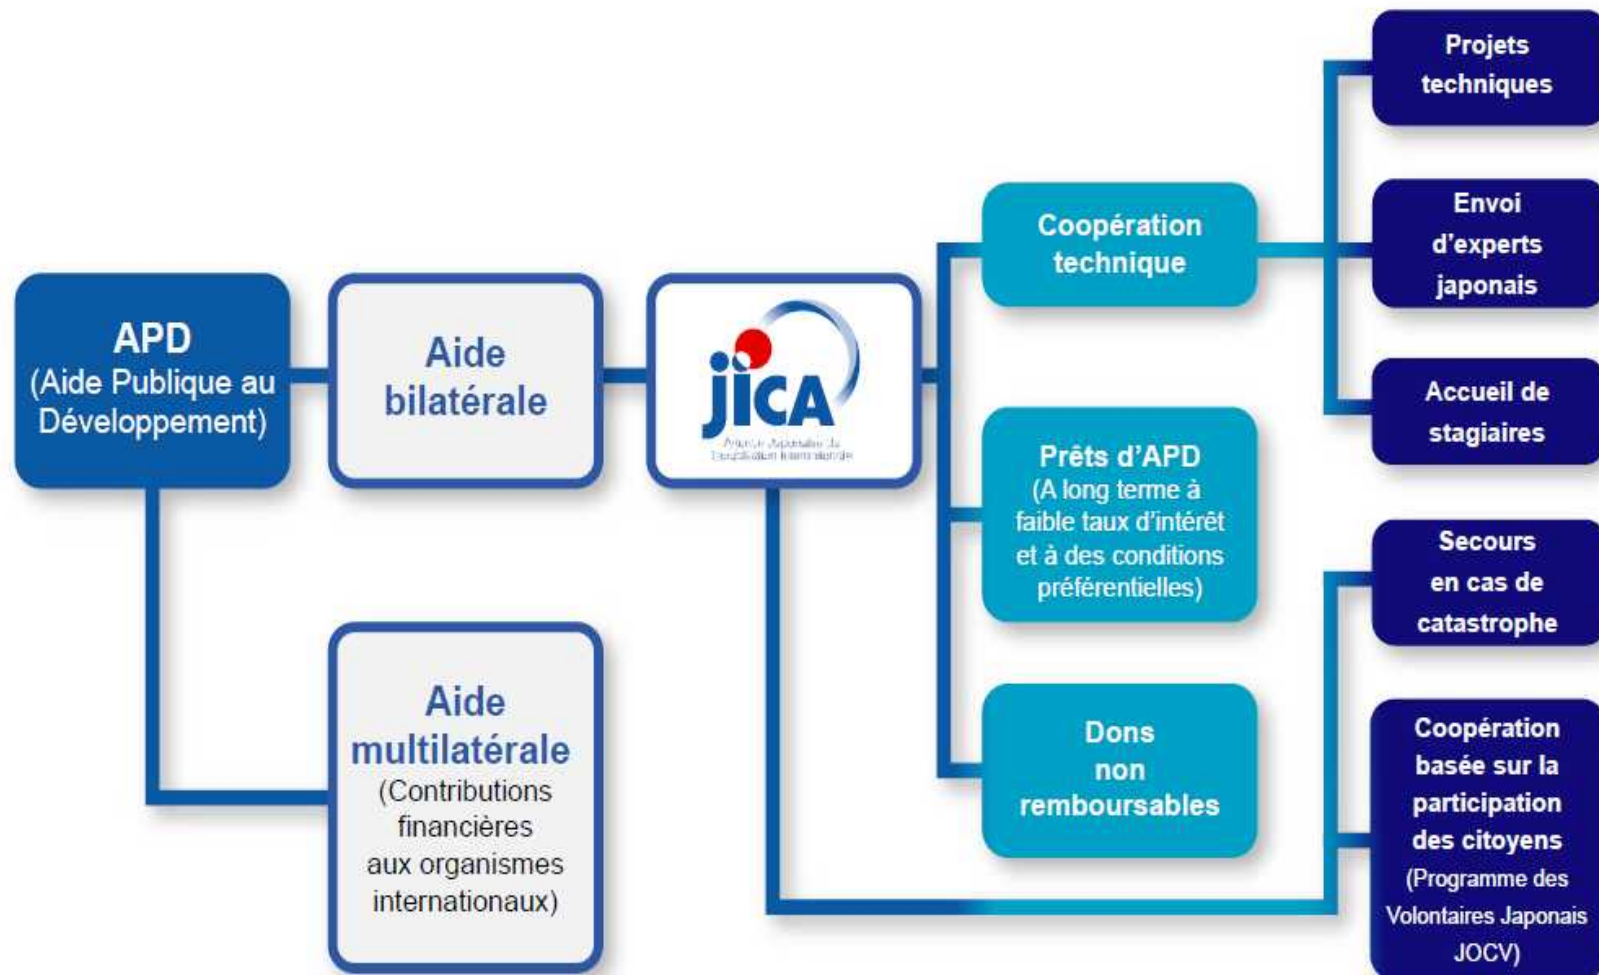 APD
(Aide Publique au
Développement)
Aide
bilatérale
Aide
multilatérale
(Contributions
financières
aux organismes
internationaux)
jICA
Coopération
technique
Prêts d’APD
(A long terme à
faible taux d’intérêt
et à des conditions
préférentielles)
Dons
non
remboursables
Projets
techniques
Envoi
d’experts
japonais
Accueil de
stagiaires
Secours
en cas de
catastrophe
Coopération
basée sur la
participation
des citoyens
(Programme des
Volontaires Japonais
JOCV)